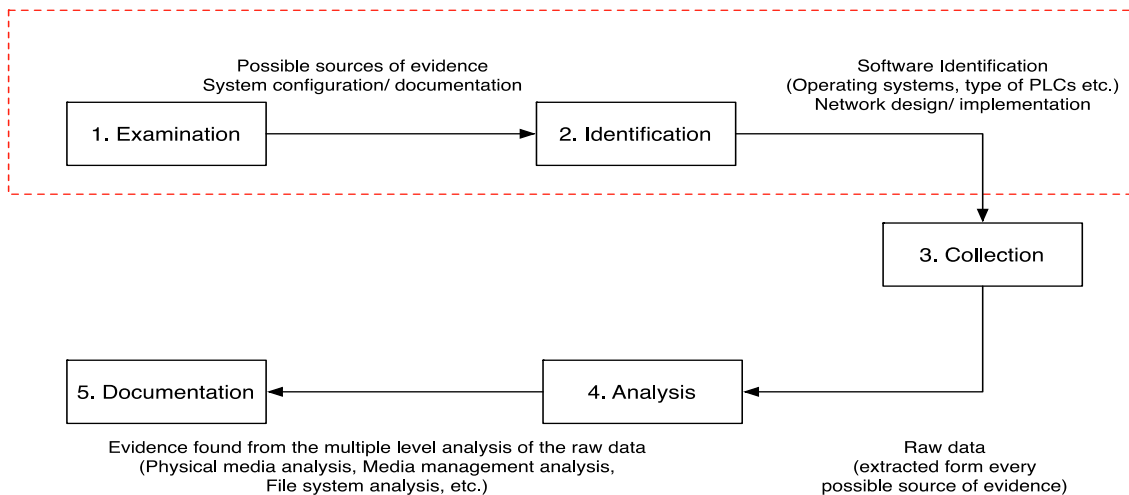 Possible sources of evidence
System configuration/ documentation
Software Identification
(Operating systems, type of PLCs etc.)
Network design/ implementation
1. Examination
2. Identification
3. Collection
5. Documentation
4. Analysis
Evidence found from the multiple level analysis of the raw data
(Physical media analysis, Media management analysis,
File system analysis, etc.)
Raw data
(extracted form every
possible source of evidence)